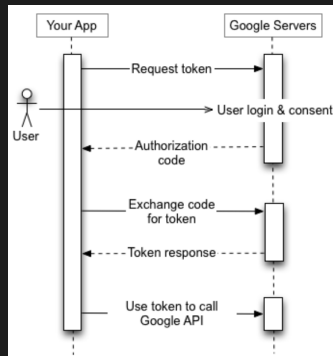 Your App
Google Servers
Request token
User login & consent
User
Authorization
code
Exchange code
for token
Token response
Use token to call
Google API